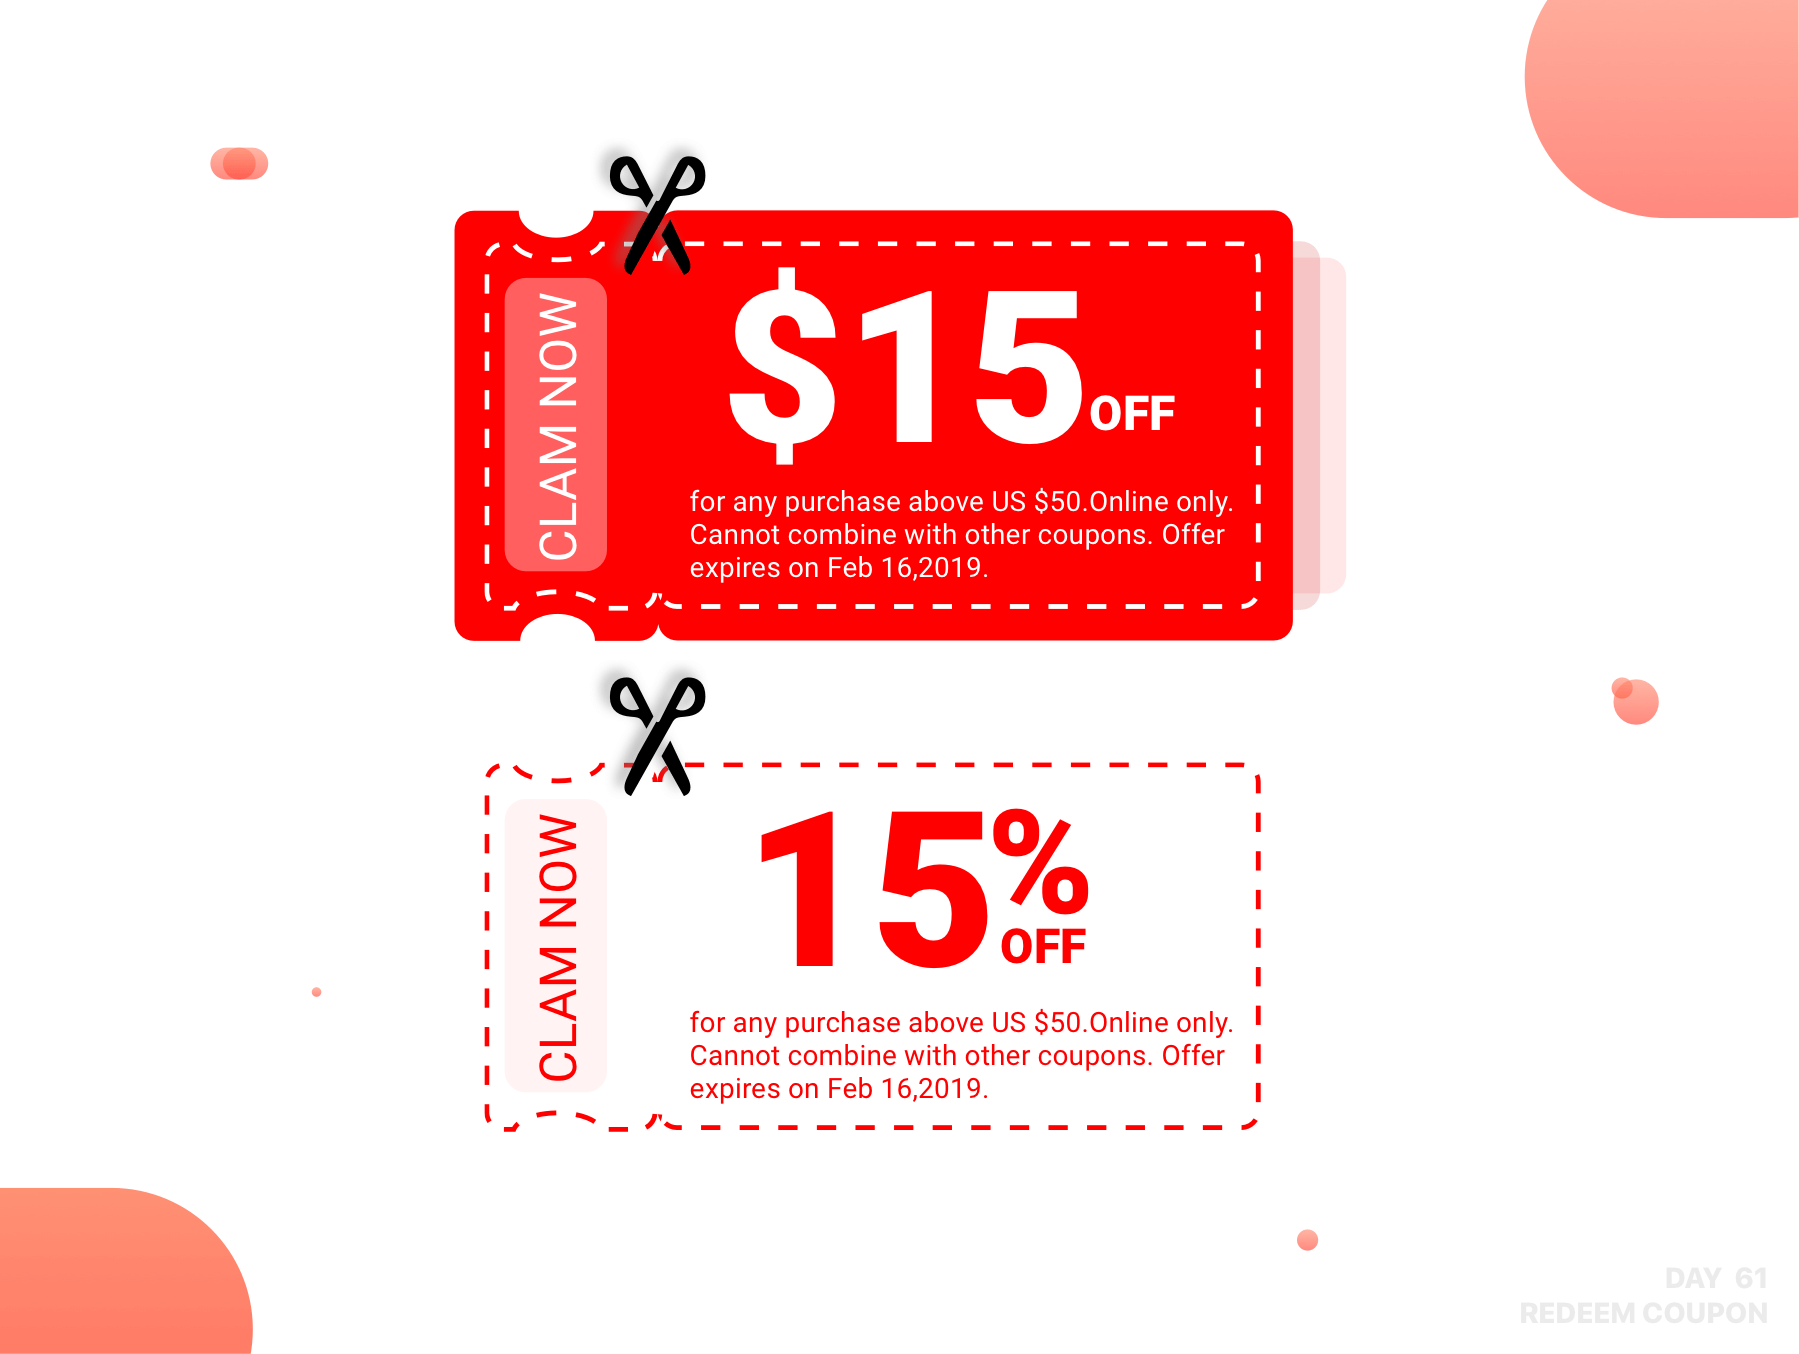 CLAM NOW
$15 OFF
for any purchase above US $50.Online only.
Cannot combine with other coupons. Offer
expires on Feb 16,2019.
CLAM NOW
15%
OFF
for any purchase above US $50.Online only.
Cannot combine with other coupons. Offer
expires on Feb 16,2019.
DAY 61
REDEEM COUPON